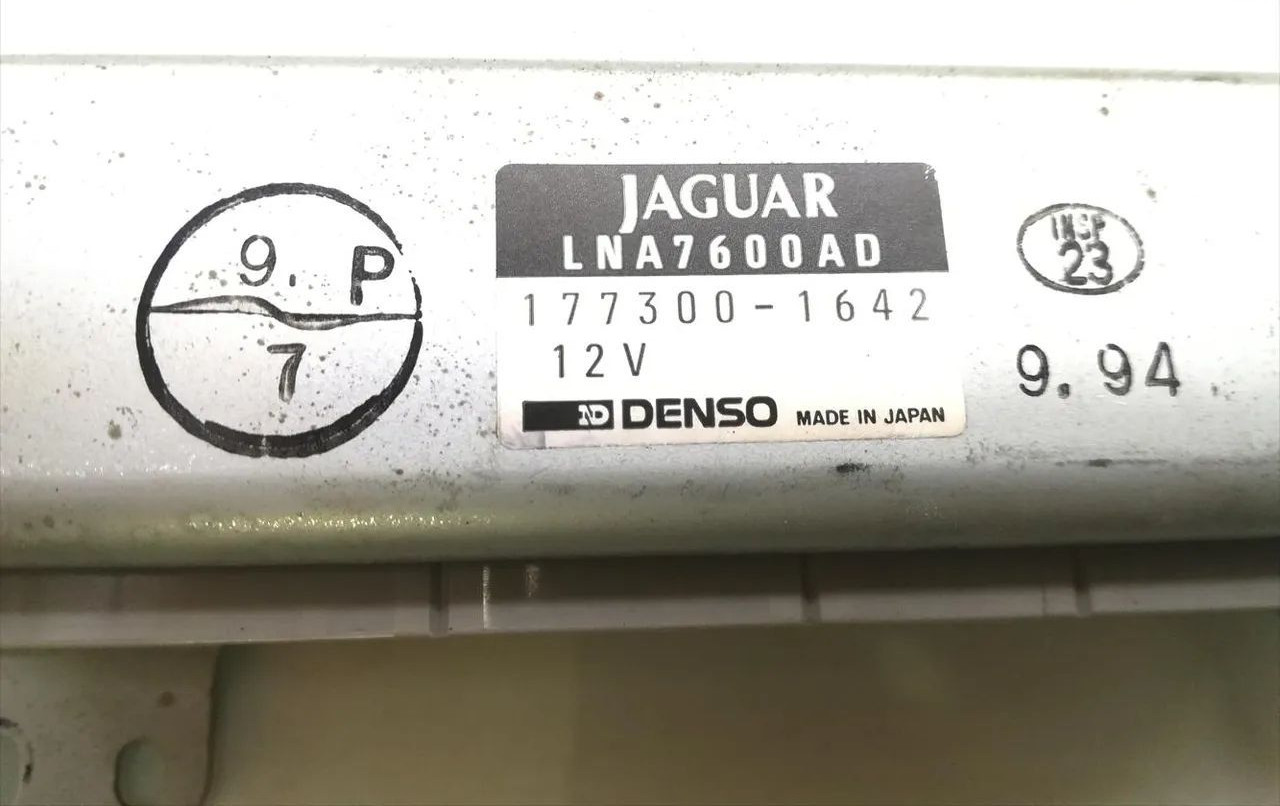 9. P
7
JAGUAR
LNA7600AD
177300-1642
12V
ND DENSO MADE IN JAPAN
INSP
23
9.94